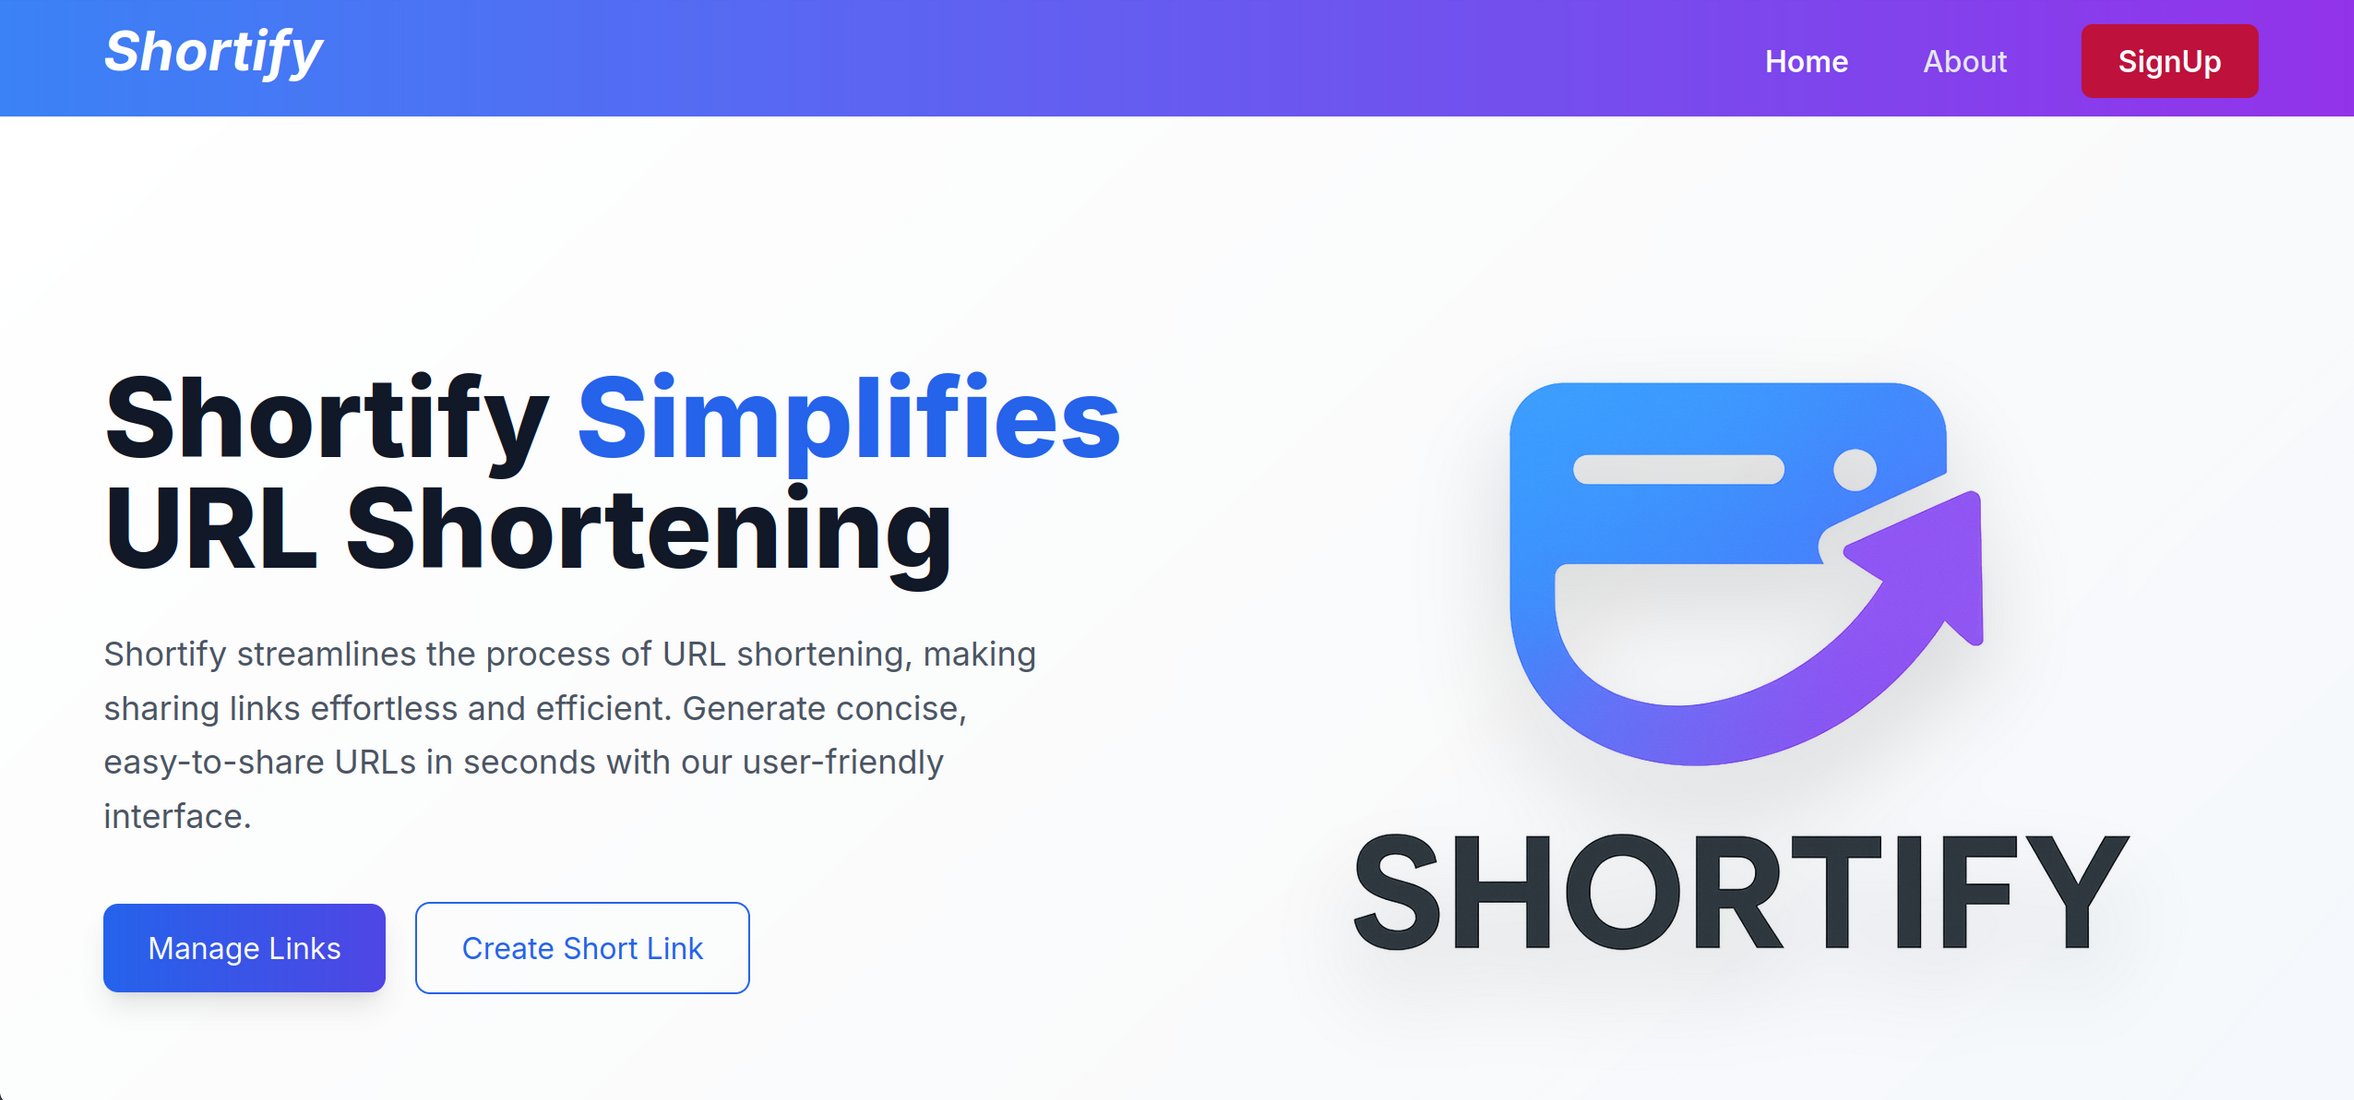 Shortify
Home
About
SignUp
Shortify Simplifies
URL Shortening
Shortify streamlines the process of URL shortening, making
sharing links effortless and efficient. Generate concise,
easy-to-share URLs in seconds with our user-friendly
interface.
Manage Links
Create Short Link
SHORTIFY